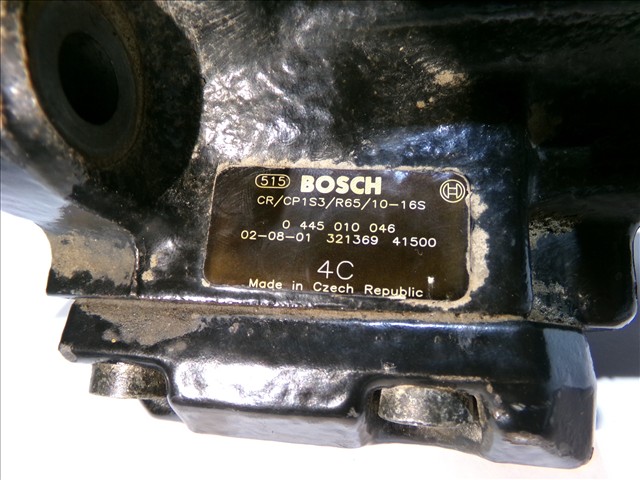 515 BOSCH
CR/CP1S3/R65/10-16S
0 445 010 046
02-08-01 321369 41500
4C
Made in Czech Republic